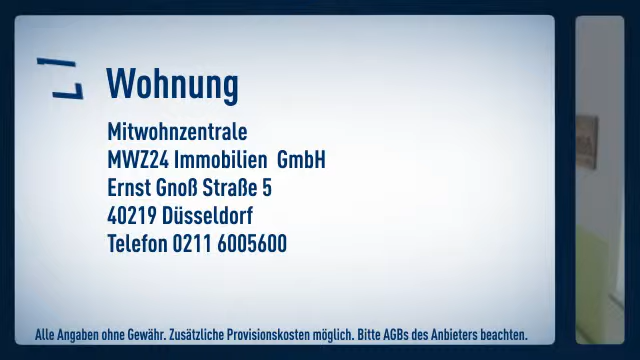 Wohnung
Mitwohnzentrale
MWZ24 Immobilien GmbH
Ernst Gnoß Straße 5
40219 Düsseldorf
Telefon 0211 6005600
Alle Angaben ohne Gewähr. Zusätzliche Provisionskosten möglich. Bitte AGBs des Anbieters beachten.